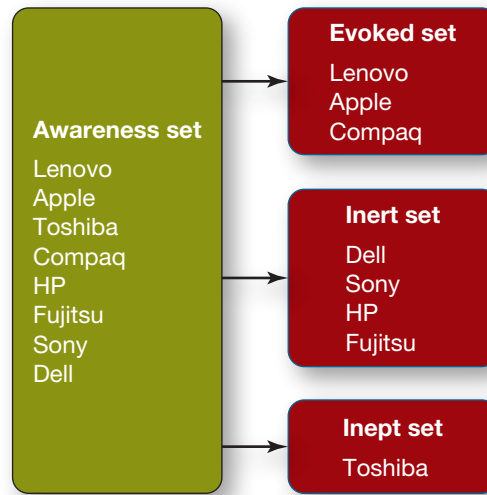 Awareness set
Lenovo
Apple
Toshiba
Compaq
HP
Fujitsu
Sony
Dell
Evoked set
Lenovo
Apple
Compaq
Inert set
Dell
Sony
HP
Fujitsu
Inept set
Toshiba